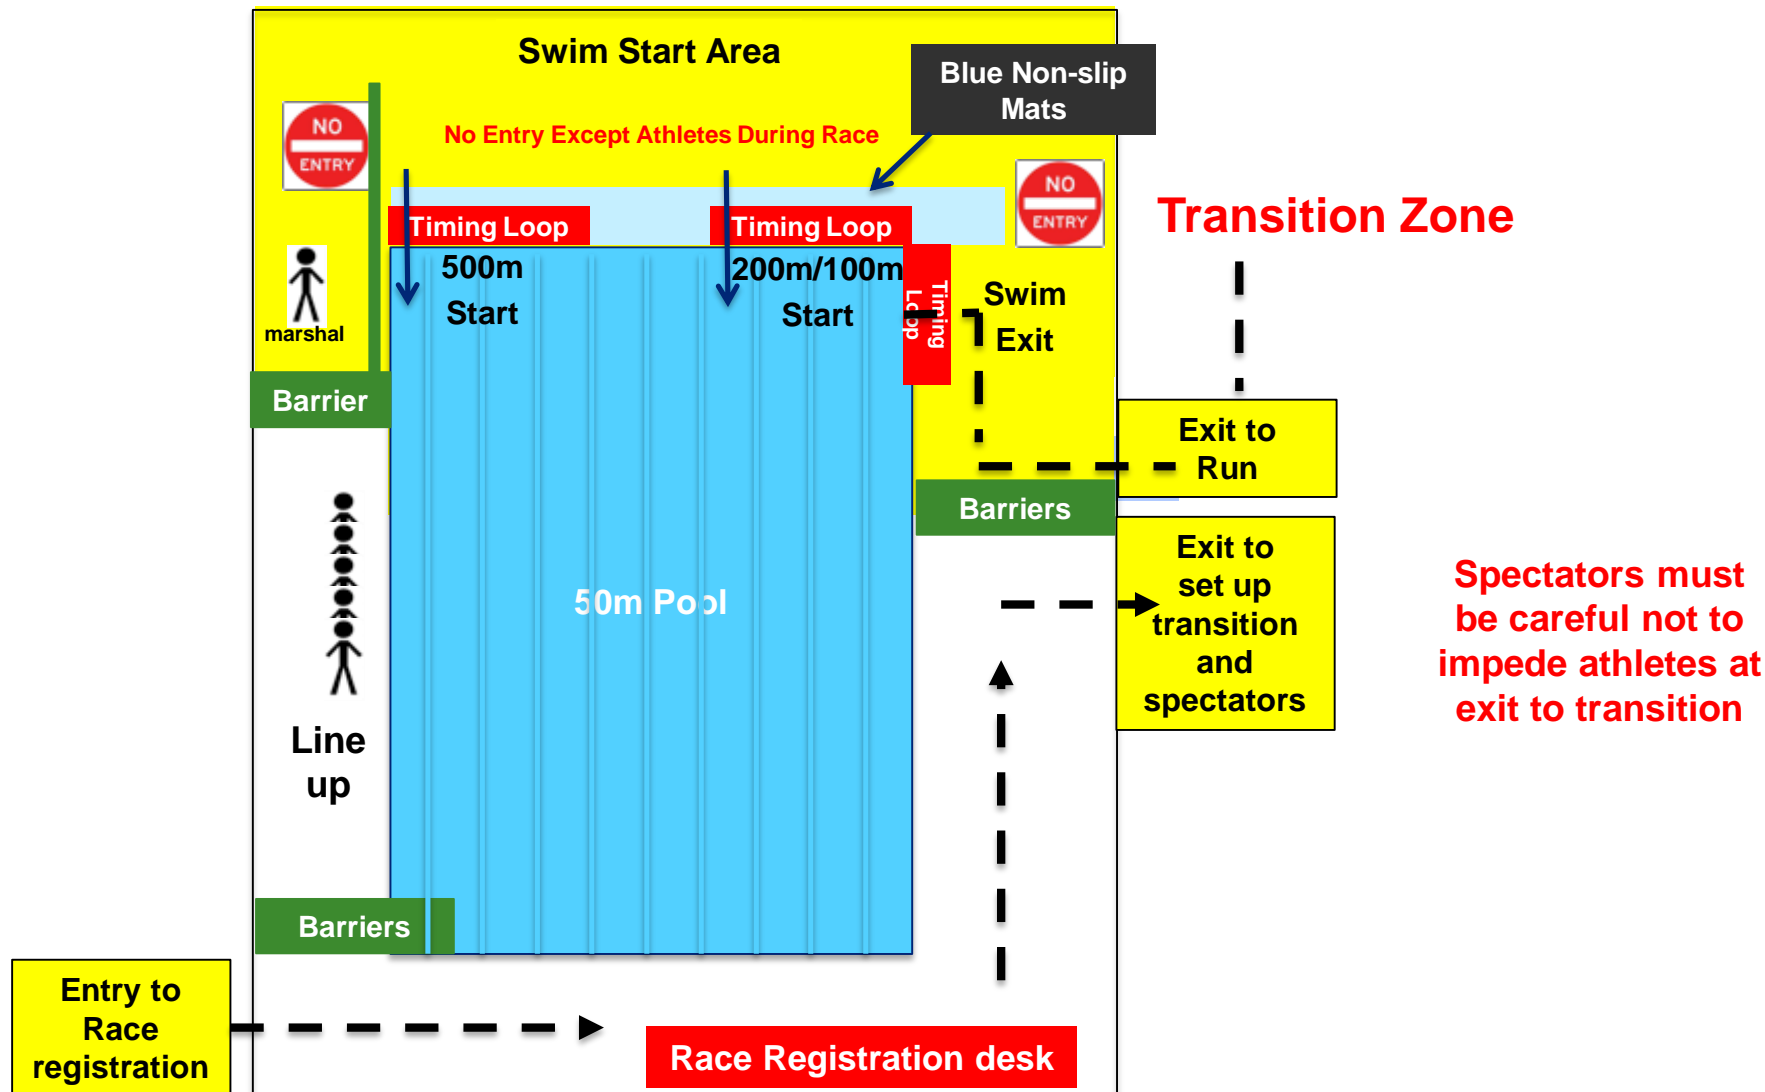 Swim Start Area
Blue Non-slip
Mats
NO
ENTRY
No Entry Except Athletes During Race
NO
ENTRY
Transition Zone
Timing Loop
Timing Loop
500m
Start
200m/100m
Start
Timing
Loop
Swim
Exit
marshal
Barrier
Exit to
Run
Barriers
Exit to
set up
transition
and
spectators
Spectators must
be careful not to
impede athletes at
exit to transition
50m Pool
Line
up
Barriers
Entry to
Race
registration
Race Registration desk